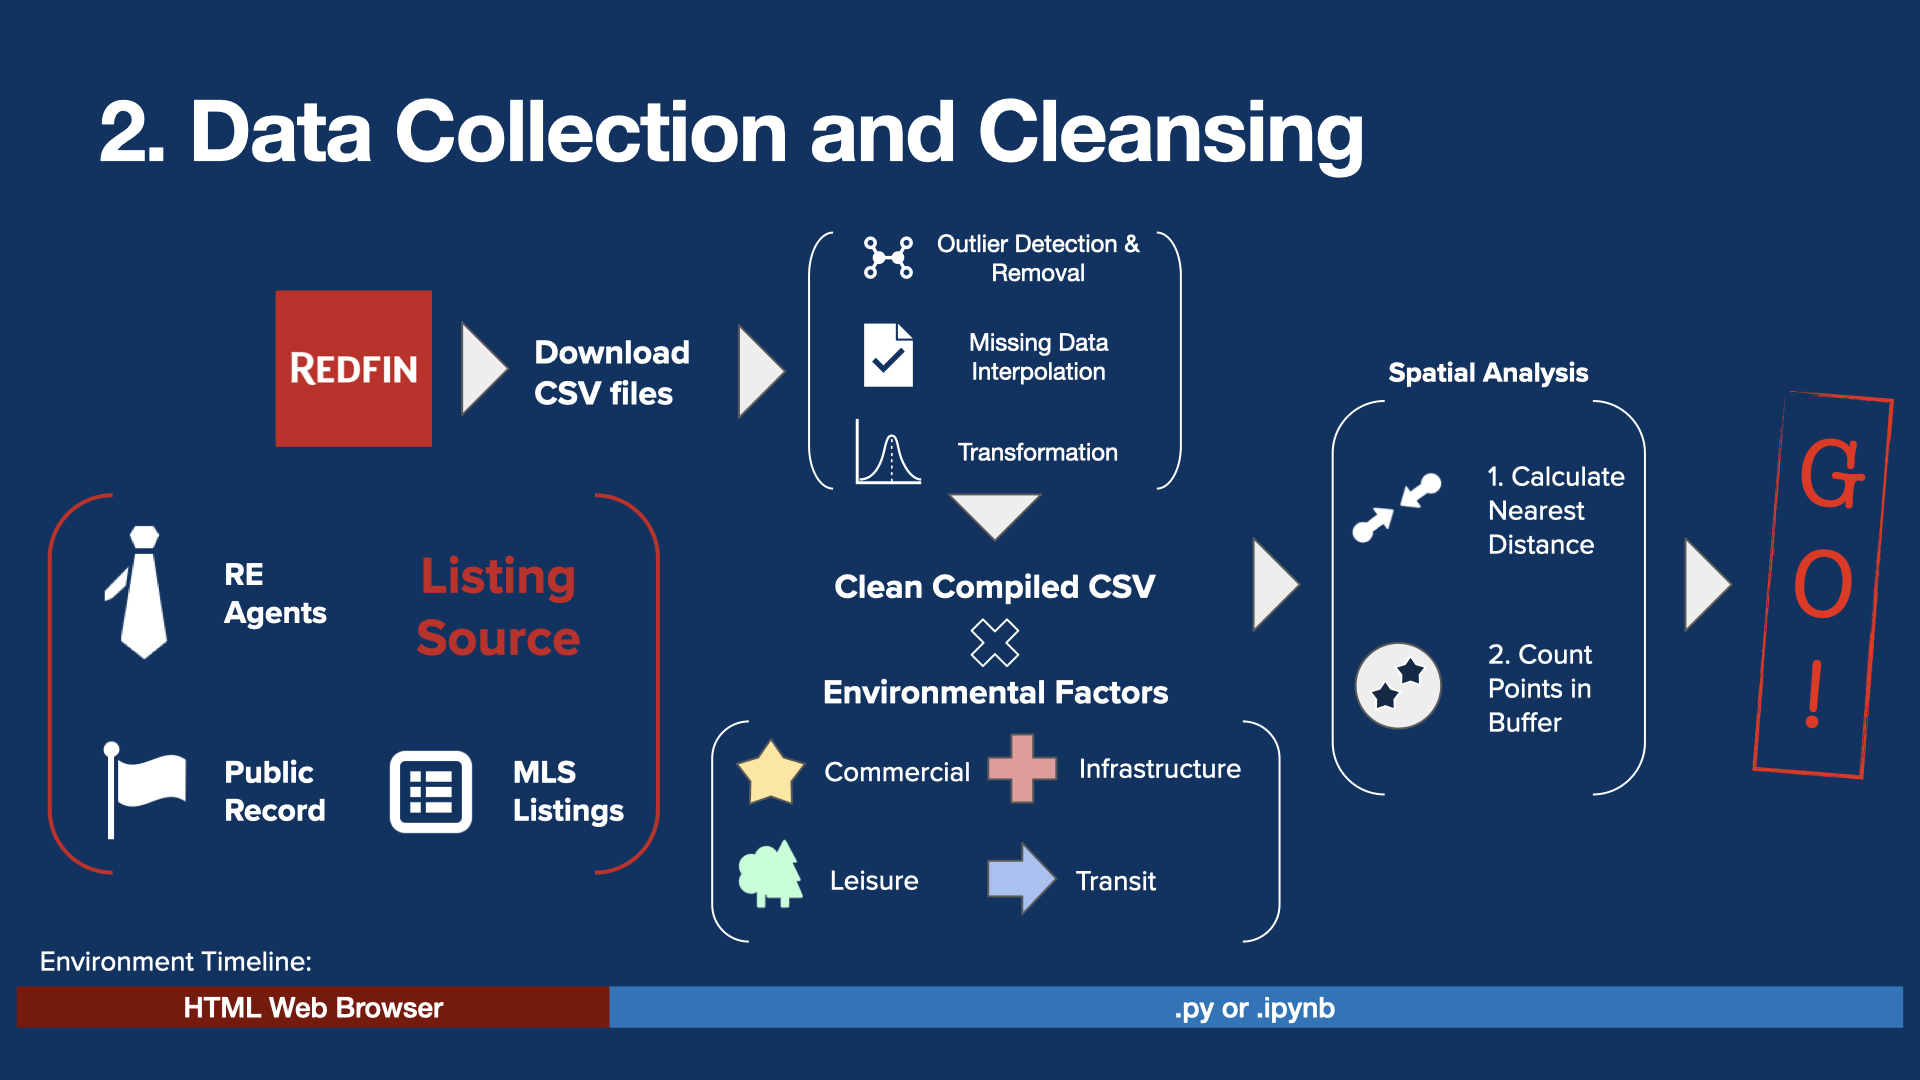 2. Data Collection and Cleansing
REDFIN
Download
CSV files
Outlier Detection &
Removal
Missing Data
Interpolation
Transformation
RE
Agents
Listing
Source
Public
Record
MLS
Listings
Clean Compiled CSV
Environmental Factors
Commercial
Infrastructure
Leisure
Transit
Spatial Analysis
1. Calculate
Nearest
Distance
2. Count
Points in
Buffer
GO!
Environment Timeline:
HTML Web Browser
.py or .ipynb